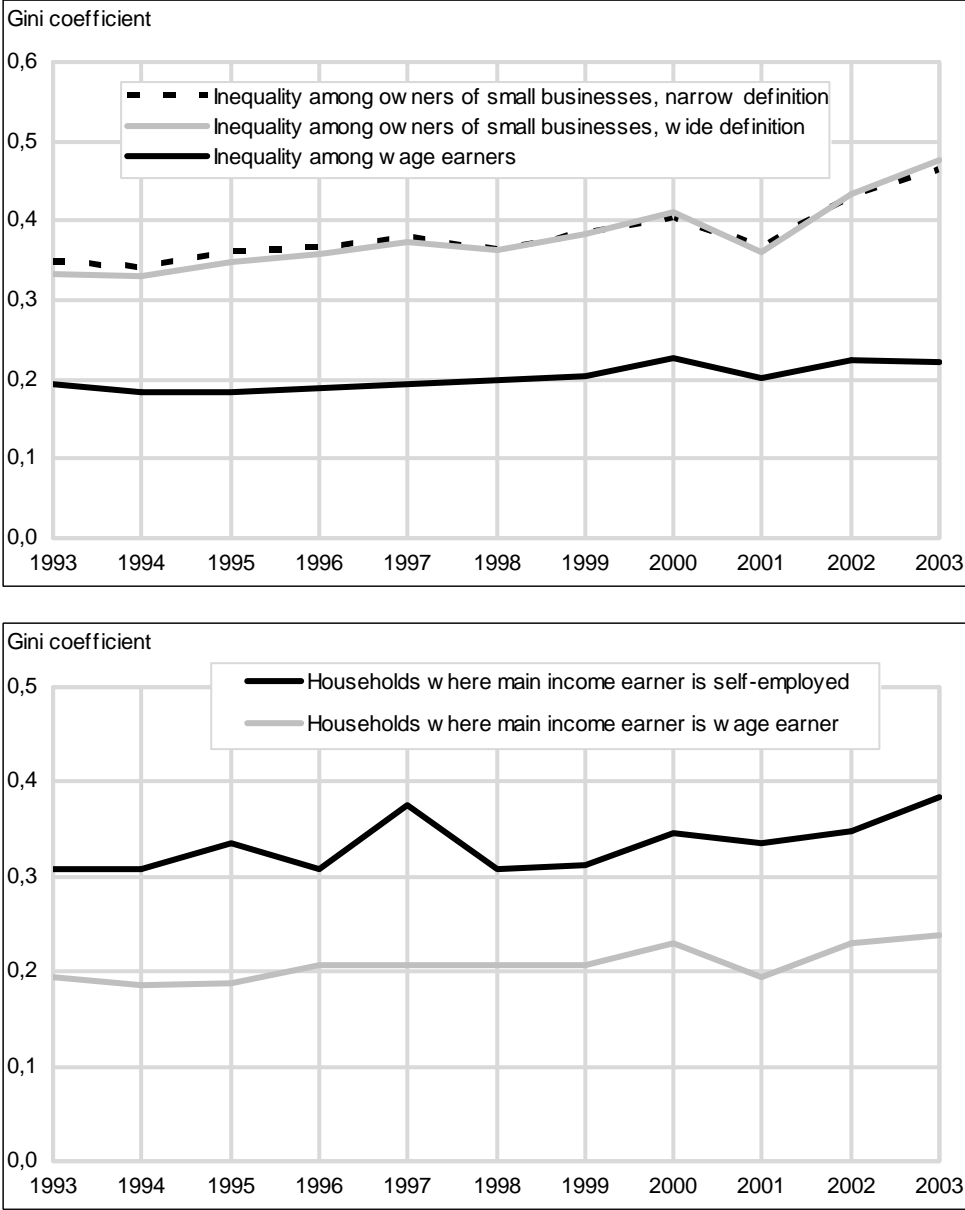 Gini coefficient
0,6
Inequality among owners of small businesses, narrow definition
Inequality among owners of small businesses, wide definition
Inequality among wage earners
0,5
0,4
0,3
0,2
0,1
0,0
1993 1994 1995 1996 1997 1998 1999 2000 2001 2002 2003
Gini coefficient
Households where main income earner is self-employed
0,5
Households where main income earner is wage earner
0,4
0,3
0,2
0,1
0,0
1993 1994 1995 1996 1997 1998 1999 2000 2001 2002 2003